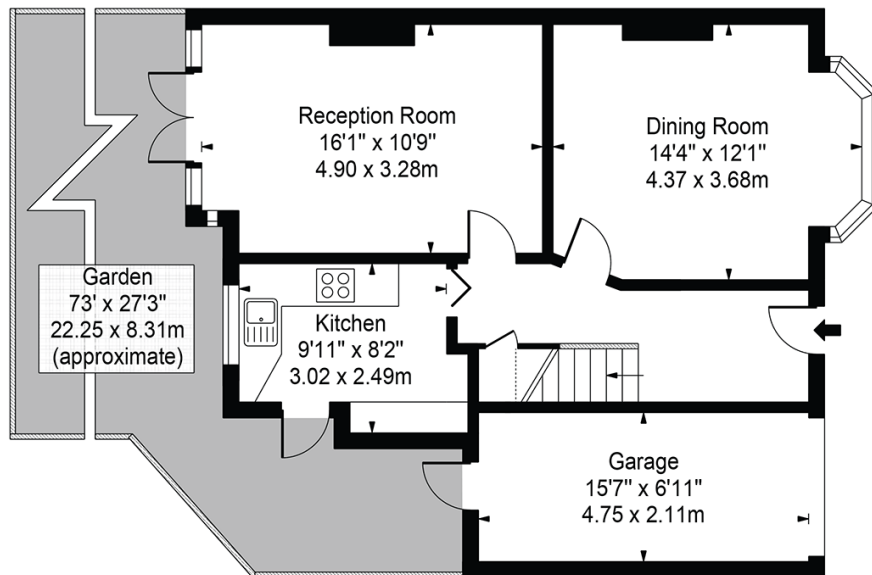 Reception Room
16'1" x 10'9"
4.90 x 3.28m
Dining Room
14'4" x 12'1"
4.37 x 3.68m
Garden
73' x 27'3"
22.25 x 8.31m
(approximate)
Kitchen
9'11" x 8'2"
3.02 x 2.49m
Garage
15'7" x 6'11"
4.75 x 2.11m